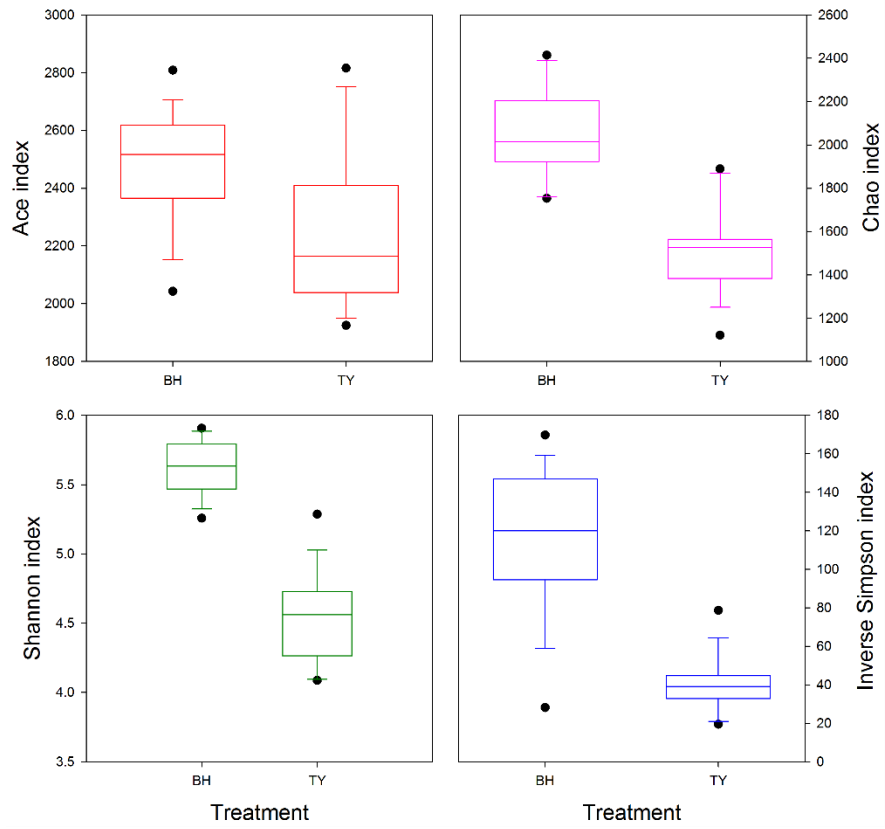 Ace index
3000
2800
2600
2400
2200
2000
1800
BH
TY
2600
2400
2200
2000
1800
1600
1400
1200
1000
Chao index
BH
TY
Shannon index
6.0
5.5
5.0
4.5
4.0
3.5
BH
TY
Treatment
180
160
140
120
100
80
60
40
20
0
Inverse Simpson index
BH
TY
Treatment